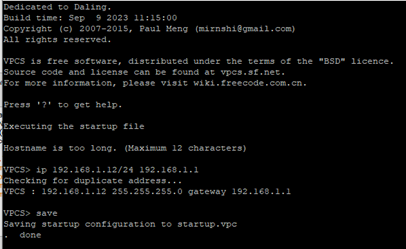 Dedicated to Daling.
Build time: Sep  9 2023 11:15:00
Copyright (c) 2007-2015, Paul Meng (mirnshi@gmail.com)
All rights reserved.

VPCS is free software, distributed under the terms of the "BSD" licence.
Source code and license can be found at vpcs.sf.net.
For more information, please visit wiki.freecode.com.cn.

Press '?' to get help.

Executing the startup file

Hostname is too long. (Maximum 12 characters)

VPCS> ip 192.168.1.12/24 192.168.1.1
Checking for duplicate address...
VPCS : 192.168.1.12 255.255.255.0 gateway 192.168.1.1

VPCS> save
Saving startup configuration to startup.vpc
.  done